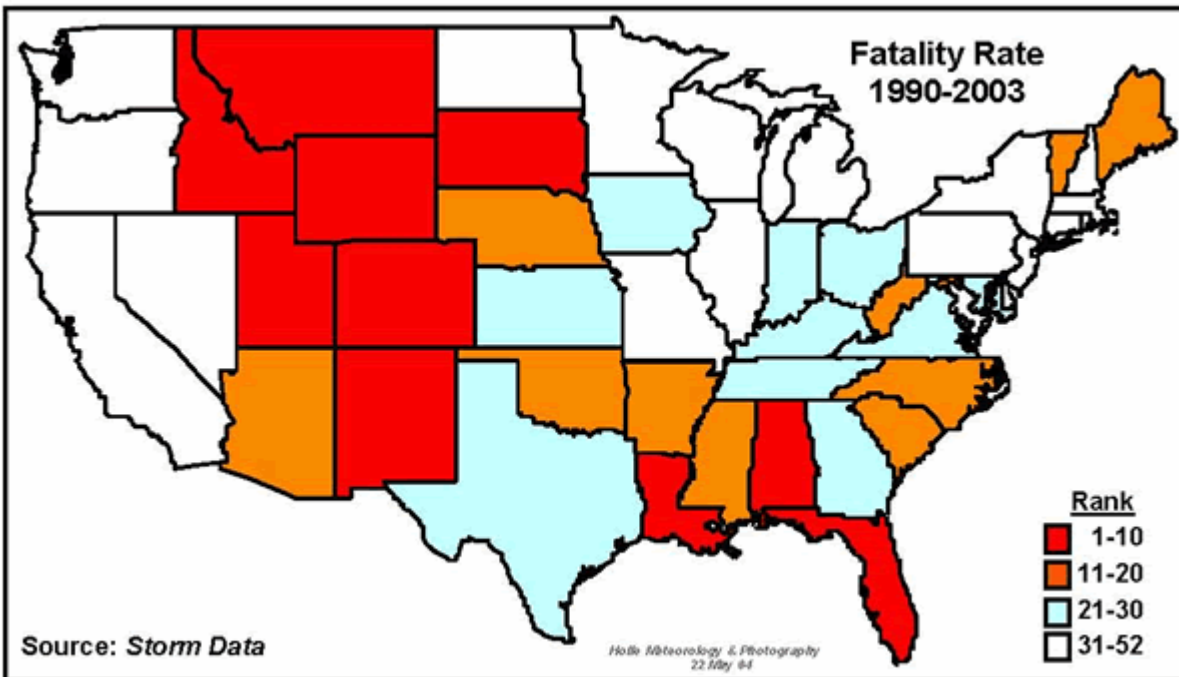 Fatality Rate
1990-2003
Rank
1-10
11-20
21-30
31-52
Source: Storm Data
Holle Meteorology & Photography
22 May 04